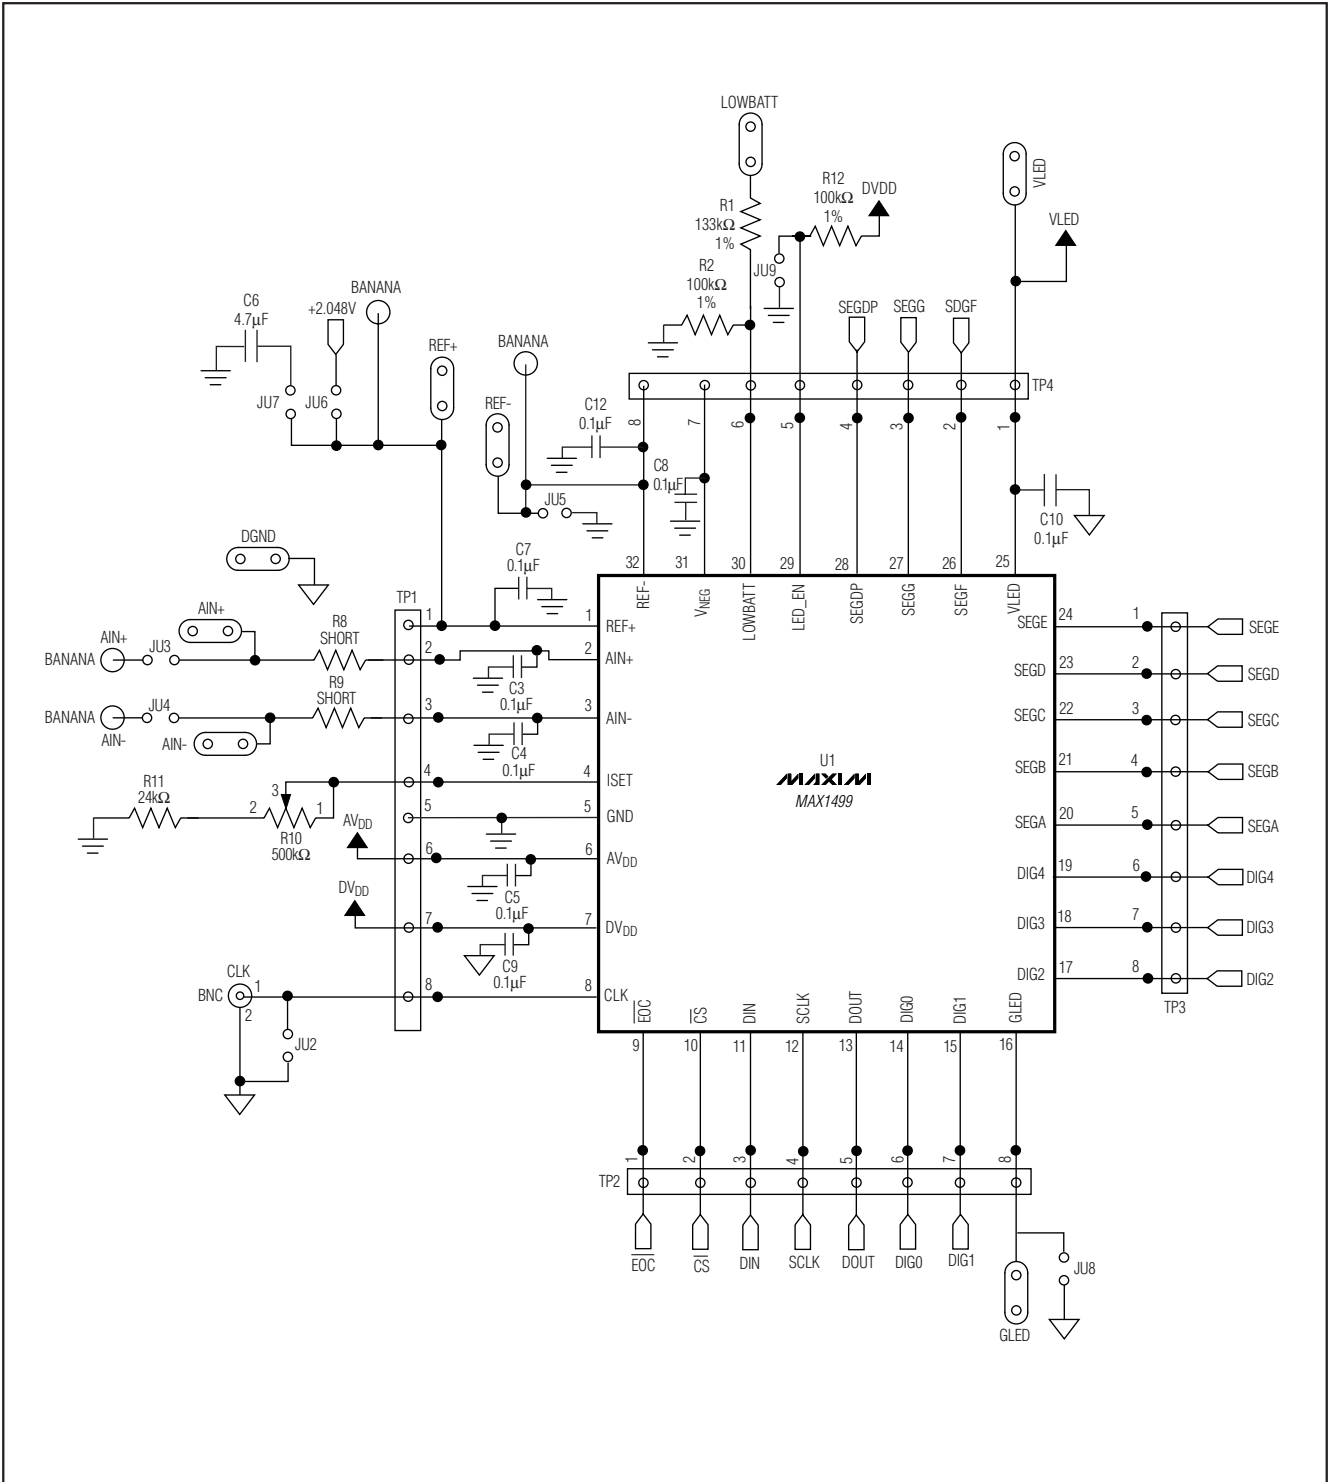 LOWBATT
VLED
R12
100kΩ
1%
DVDD
R1
133kΩ
1%
VLED
R2
100kΩ
1%
JU9
BANANA
C6
4.7μF
+2.048V
SEGDP
SEGG
SDGF
REF+
BANANA
JU7
JU6
TP4
REF-
C12
0.1μF
8
7
6
5
4
3
2
1
C8
0.1μF
JU5
C10
0.1μF
DGND
C7
0.1μF
32
31
30
29
28
27
26
25
REF-
VNEG
LOWBATT
LED_EN
SEGDP
SEGG
SEGF
VLED
TP1
1
1
REF+
SEGE
24
1
SEGE
AIN+
R8
SHORT
AIN+
BANANA
JU3
2
2
AIN+
C3
0.1μF
SEGD
23
2
SEGD
R9
SHORT
BANANA
JU4
AIN-
AIN-
3
3
AIN-
C4
0.1μF
SEGC
22
3
SEGC
R11
24kΩ
2
3
1
R10
500kΩ
4
4
ISET
U1
MAXIM
MAX1499
SEGB
21
4
SEGB
5
5
GND
SEGA
20
5
SEGA
AVDD
6
6
AVDD
C5
0.1μF
DIG4
19
6
DIG4
DVDD
7
7
DVDD
C9
0.1μF
DIG3
18
7
DIG3
DIG2
17
8
DIG2
TP3
CLK
BNC
1
2
JU2
8
8
CLK
EOC
CS
DIN
SCLK
DOUT
DIG0
DIG1
GLED
9
10
11
12
13
14
15
16
1
2
3
4
5
6
7
8
TP2
EOC
CS
DIN
SCLK
DOUT
DIG0
DIG1
JU8
GLED